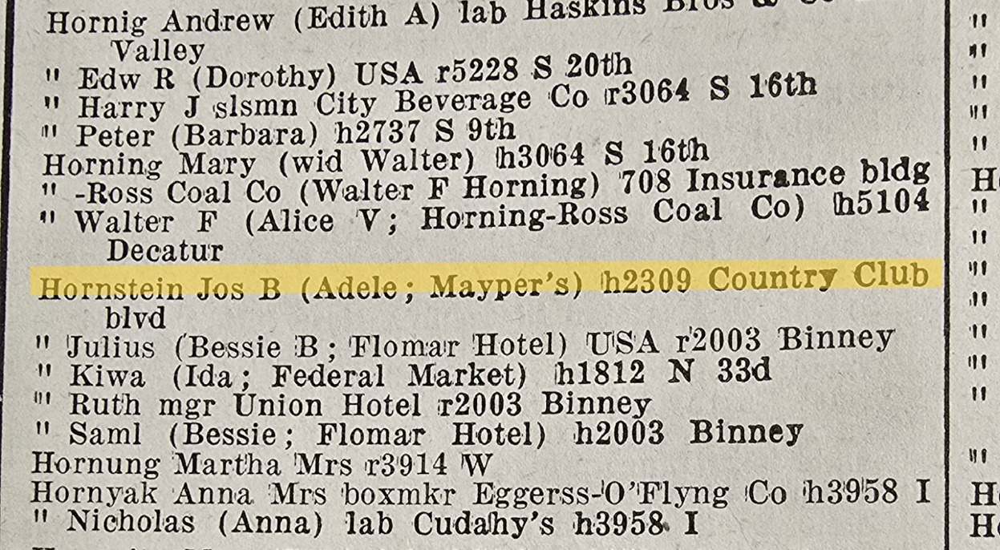 Hornig Andrew (Edith A) lab Haskins Bros & Co
Valley
" Edw R (Dorothy) USA r5228 S 20th
" Harry J slsmn City Beverage Co r3064 S 16th
" Peter (Barbara) h2737 S 9th
Horning Mary (wid Walter) h3064 S 16th
" -Ross Coal Co (Walter F Horning) 708 Insurance bldg
" Walter F (Alice V; Horning-Ross Coal Co) h5104
Decatur
Hornstein Jos B (Adele; Mayper's) h2309 Country Club
blvd
" Julius (Bessie B; Flomar Hotel) USA r2003 Binney
" Kiwa (Ida; Federal Market) h1812 N 33d
" Ruth mgr Union Hotel r2003 Binney
" Saml (Bessie; Flomar Hotel) h2003 Binney
Hornung Martha Mrs r3914 W
Hornyak Anna Mrs boxmkr Eggerss-O'Flyng Co h3958 I
" Nicholas (Anna) lab Cudahy's h3958 I